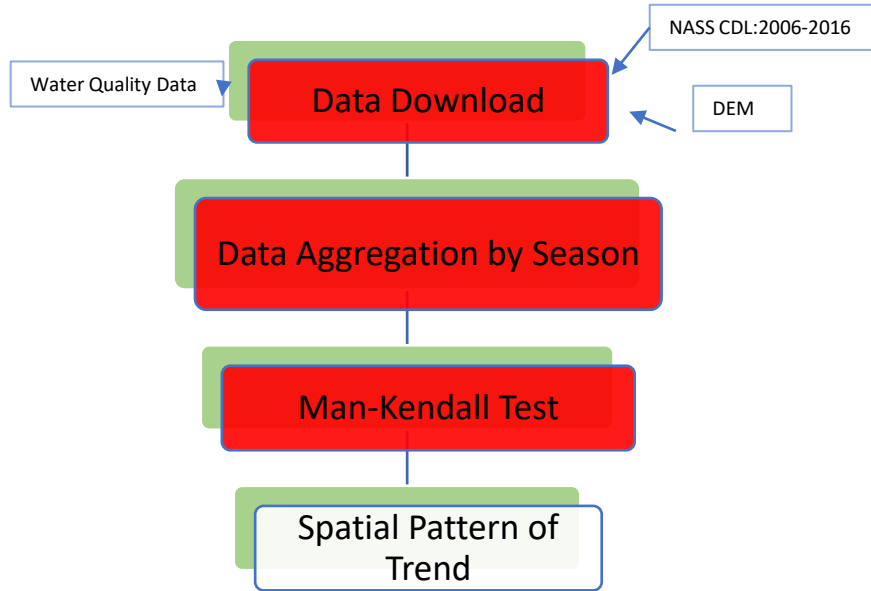 NASS CDL:2006-2016
Water Quality Data
Data Download
DEM
Data Aggregation by Season
Man-Kendall Test
Spatial Pattern of
Trend